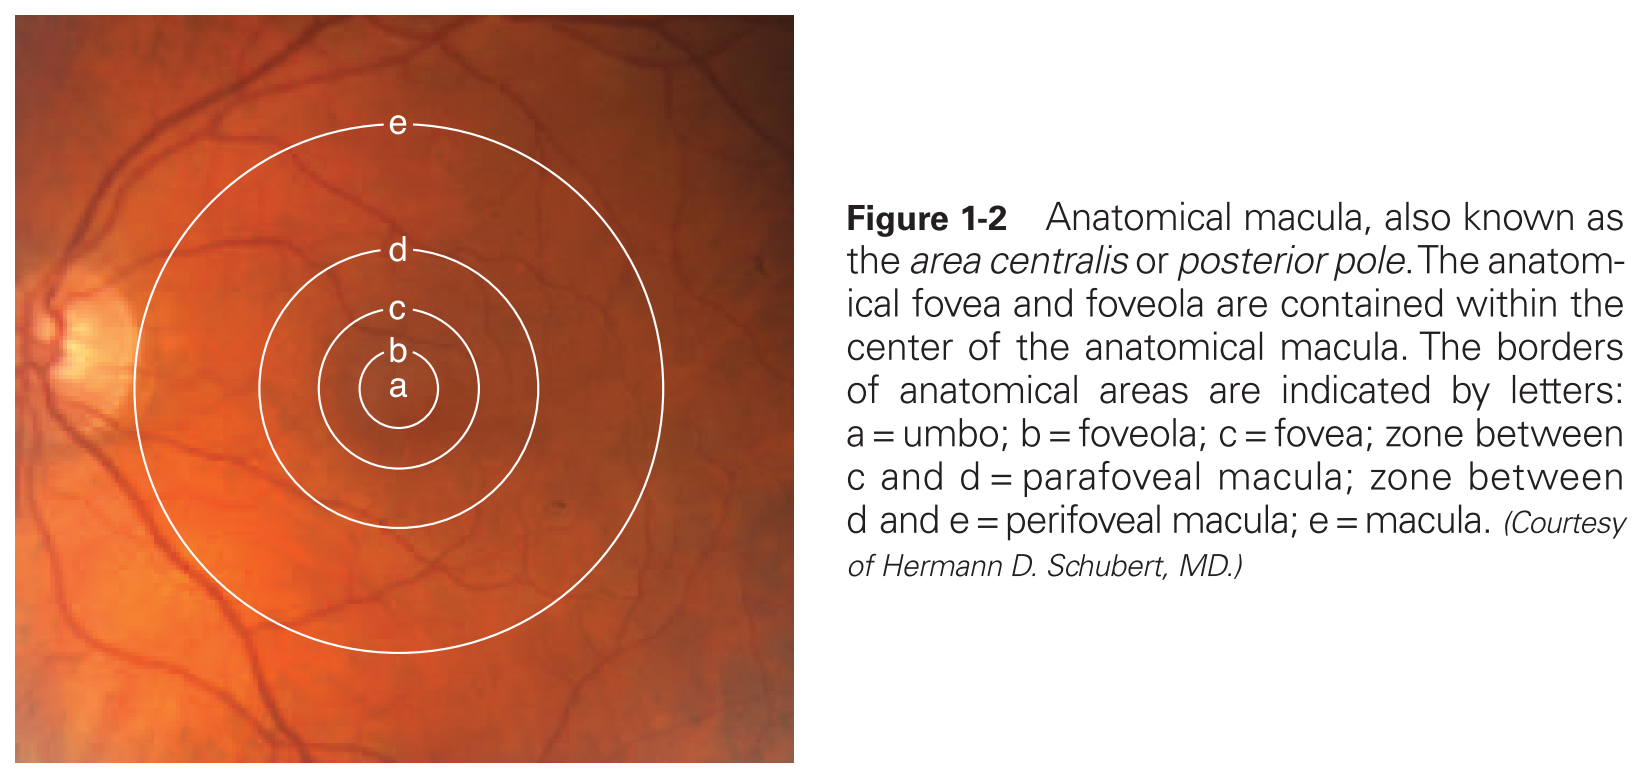 e
d
c
b
a
Figure 1-2 Anatomical macula, also known as
the area centralis or posterior pole. The anatom-
ical fovea and foveola are contained within the
center of the anatomical macula. The borders
of anatomical areas are indicated by letters:
a = umbo; b = foveola; c = fovea; zone between
c and d = parafoveal macula; zone between
d and e = perifoveal macula; e = macula. (Courtesy
of Hermann D. Schubert, MD.)